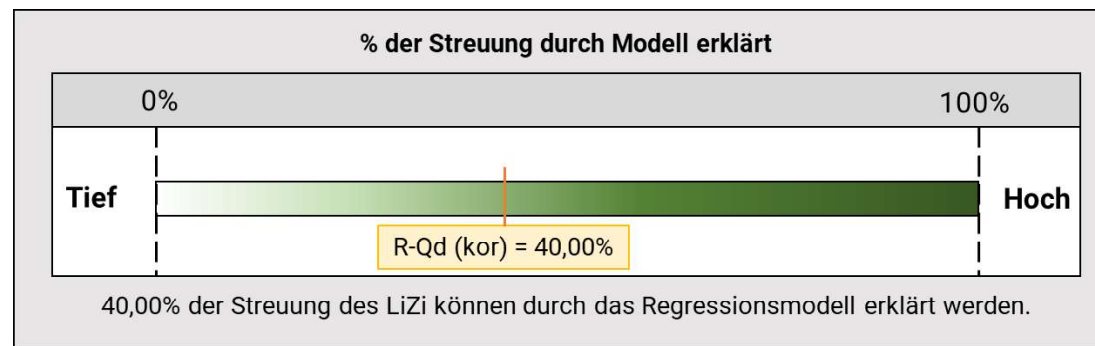 % der Streuung durch Modell erklärt
0% 100%
Tief Hoch
R-Qd (kor) = 40,00%
40,00% der Streuung des LiZi können durch das Regressionsmodell erklärt werden.